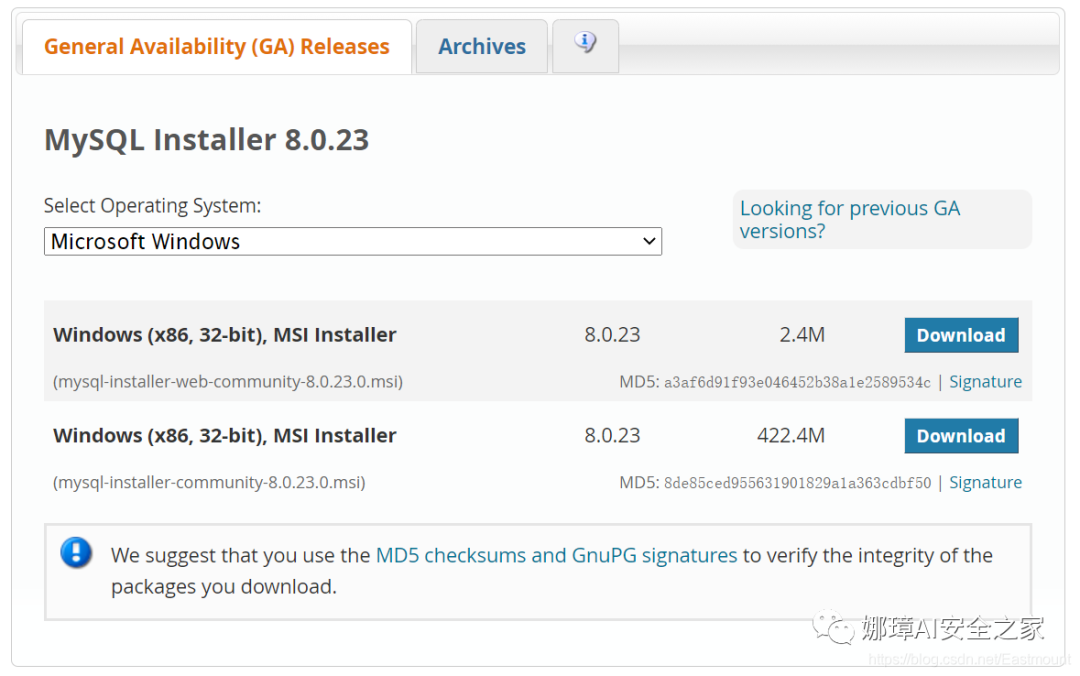 General Availability (GA) Releases Archives
MySQL Installer 8.0.23
Select Operating System:
Microsoft Windows
Looking for previous GA
versions?
Windows (x86, 32-bit), MSI Installer 8.0.23 2.4M Download
(mysql-installer-web-community-8.0.23.0.msi) MD5: a3af6d91f93e046452b38a1e2589534c | Signature
Windows (x86, 32-bit), MSI Installer 8.0.23 422.4M Download
(mysql-installer-community-8.0.23.0.msi) MD5: 8de85ced955631901829a1a363cdbf50 | Signature
We suggest that you use the MD5 checksums and GnuPG signatures to verify the integrity of the
packages you download.
娜璋AI安全之家
https://blog.csdn.net/Eastmount